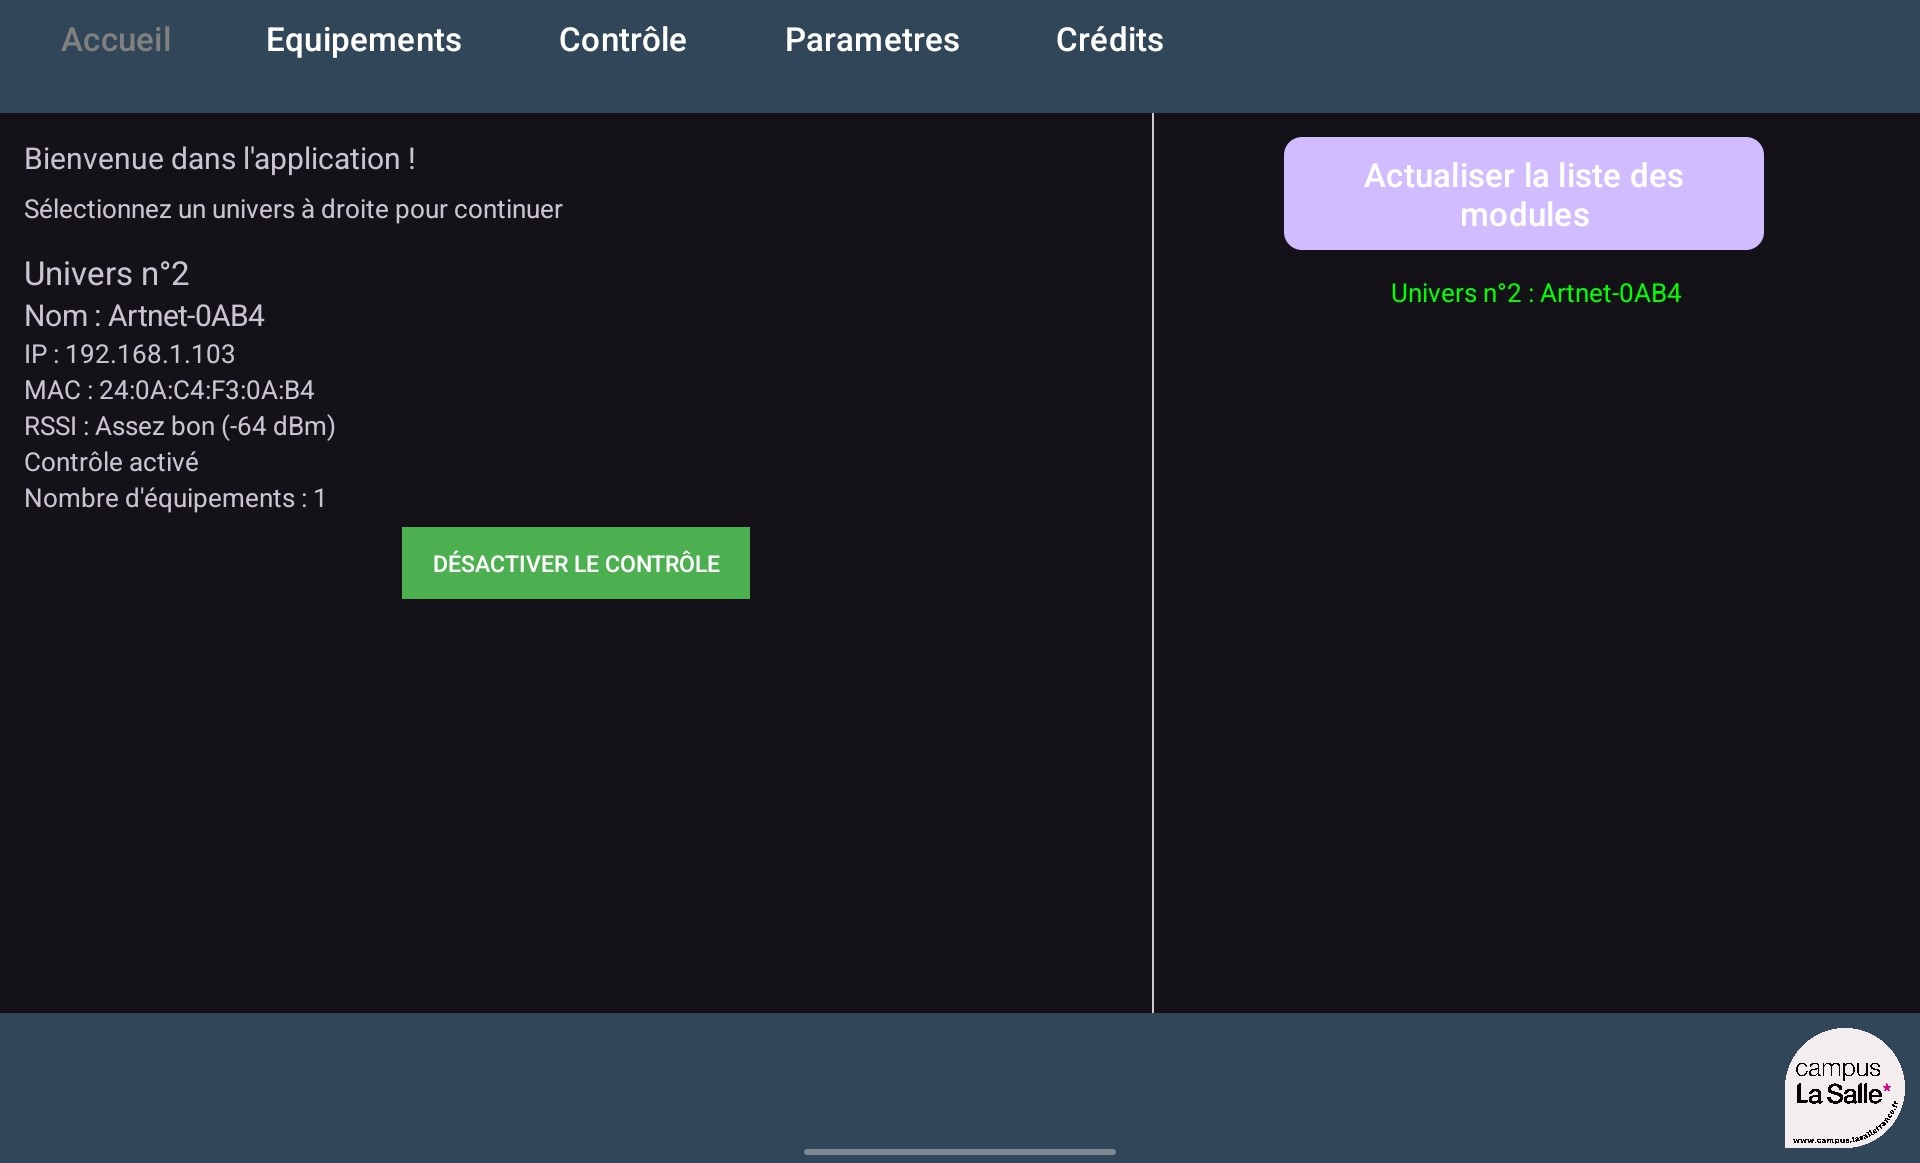 Accueil Equipements Contrôle Parametres Crédits
Bienvenue dans l'application !
Sélectionnez un univers à droite pour continuer
Univers n°2
Nom : Artnet-0AB4
IP : 192.168.1.103
MAC : 24:0A:C4:F3:0A:B4
RSSI : Assez bon (-64 dBm)
Contrôle activé
Nombre d'équipements : 1
DÉSACTIVER LE CONTRÔLE
Actualiser la liste des
modules
Univers n°2 : Artnet-0AB4
campus
La Salle
www.campus.lasallefrance.fr